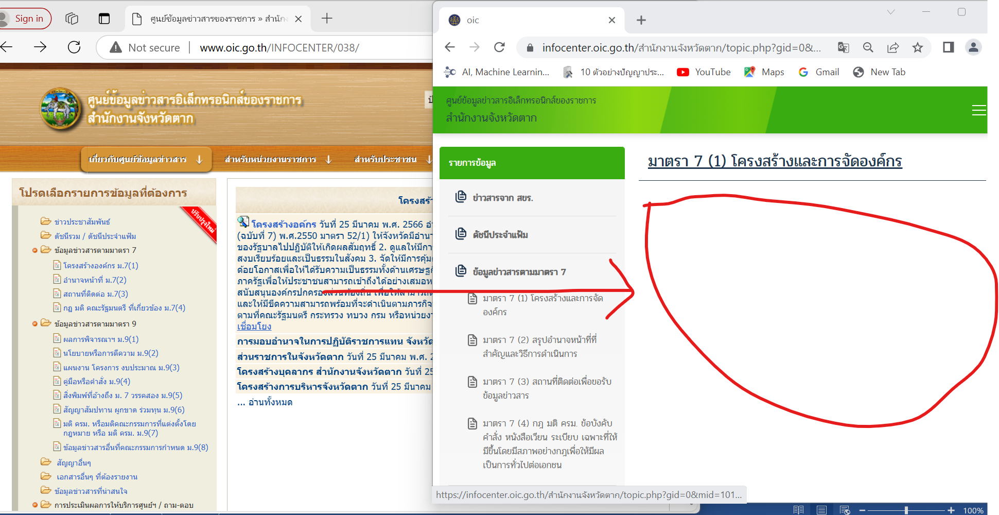 Sign in
ศูนย์ข้อมูลข่าวสารของราชการ » สำนัก
Not secure
www.oic.go.th/INFOCENTER/038/
ศูนย์ข้อมูลข่าวสารอิเล็กทรอนิกส์ของราชการ
สำนักงานจังหวัดตาก
เกี่ยวกับศูนย์ข้อมูลข่าวสาร
สำหรับหน่วยงานราชการ
สำหรับประชาชน
โปรดเลือกรายการข้อมูลที่ต้องการ
ปรับปรุงใหม่
ข่าวประชาสัมพันธ์
ดัชนีรวม / ดัชนีประจำแฟ้ม
ข้อมูลข่าวสารตามมาตรา 7
โครงสร้างองค์กร ม.7(1)
อำนาจหน้าที่ ม.7(2)
สถานที่ติดต่อ ม.7(3)
กฏ มติ คณะรัฐมนตรี ที่เกี่ยวข้อง ม.7(4)
ข้อมูลข่าวสารตามมาตรา 9
ผลการพิจารณาฯ ม.9(1)
นโยบายหรือการตีความ ม.9(2)
แผนงาน โครงการ งบประมาณ ม.9(3)
คู่มือหรือคำสั่ง ม.9(4)
สิ่งพิมพ์ที่อ้างถึง ม. 7 วรรคสอง ม.9(5)
สัญญาสัมปทาน ผูกขาด ร่วมทุน ม.9(6)
มติ ครม. หรือมติคณะกรรมการที่แต่งตั้งโดย
กฎหมาย หรือ มติ ครม. ม.9(7)
ข้อมูลข่าวสารอื่นที่คณะกรรมการกำหนด ม.9(8)
สัญญาอื่นๆ
เอกสารอื่นๆ ที่ต้องรายงาน
ข้อมูลข่าวสารที่น่าสนใจ
การประเมินผลการให้บริการศูนย์ฯ / ถาม-ตอบ
โครงสร้า
โครงสร้างองค์กร วันที่ 25 มีนาคม พ.ศ. 2566
(ฉบับที่ 7) พ.ศ.2550 มาตรา 52/1) ให้จังหวัดมีอำนา
ของรัฐบาลไปปฏิบัติให้เกิดผลสัมฤทธิ์ 2. ดูแลให้มีกา
สงบเรียบร้อยและเป็นธรรมในสังคม 3. จัดให้มีการคุ้ม
ด้อยโอกาสเพื่อให้ได้รับความเป็นธรรมทั้งด้านเศรษฐกิ
ภาครัฐเพื่อให้ประชาชนสามารถเข้าถึงได้อย่างเสมอห
สนับสนุนองค์กรปกครองส่วนท้องถิ่น เพื่อให้สามารถ
และให้มีขีดความสามารถพร้อมที่จะดำเนินตามภารกิจ
ตามที่คณะรัฐมนตรี กระทรวง ทบวง กรม หรือหน่วยง
เชื่อมโยง
การมอบอำนาจในการปฏิบัติราชการแทน จังหวัด
ส่วนราชการในจังหวัดตาก วันที่ 25 มีนาคม พ.ศ. 2
โครงสร้างบุคลากร สำนักงานจังหวัดตาก วันที่ 25
โครงสร้างการบริหารจังหวัดตาก วันที่ 25 มีนาคม
... อ่านทั้งหมด
oic
infocenter.oic.go.th/สำนักงานจังหวัดตาก/topic.php?gid=0&...
AI, Machine Learnin...
10 ตัวอย่างปัญญาประ...
YouTube
Maps
Gmail
New Tab
ศูนย์ข้อมูลข่าวสารอิเล็กทรอนิกส์ของราชการ
สำนักงานจังหวัดตาก
รายการข้อมูล
ข่าวสารจาก สขร.
ดัชนีประจำแฟ้ม
ข้อมูลข่าวสารตามมาตรา 7
มาตรา 7 (1) โครงสร้างและการจัด
องค์กร
มาตรา 7 (2) สรุปอำนาจหน้าที่ที่
สำคัญและวิธีการดำเนินการ
มาตรา 7 (3) สถานที่ติดต่อเพื่อขอรับ
ข้อมูลข่าวสาร
มาตรา 7 (4) กฎ มติ ครม. ข้อบังคับ
คำสั่ง หนังสือเวียน ระเบียบ เฉพาะที่ให้
มีขึ้นโดยมีสภาพอย่างกฎเพื่อให้มีผล
เป็นการทั่วไปต่อเอกชน
มาตรา 7 (1) โครงสร้างและการจัดองค์กร
https://infocenter.oic.go.th/สำนักงานจังหวัดตาก/topic.php?gid=0&mid=101...
100%